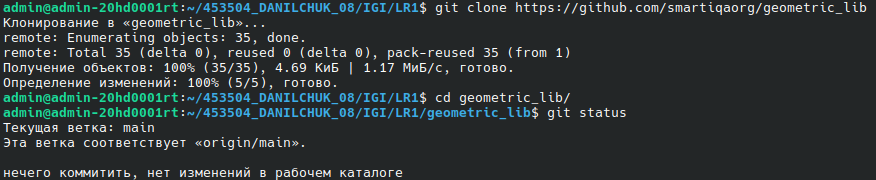 admin@admin-20hd0001rt:~/453504_DANILCHUK_08/IGI/LR1$ git clone https://github.com/smartiqaorg/geometric_lib
Клонирование в «geometric_lib»...
remote: Enumerating objects: 35, done.
remote: Total 35 (delta 0), reused 0 (delta 0), pack-reused 35 (from 1)
Получение объектов: 100% (35/35), 4.69 КиБ | 1.17 МиБ/с, готово.
Определение изменений: 100% (5/5), готово.
admin@admin-20hd0001rt:~/453504_DANILCHUK_08/IGI/LR1$ cd geometric_lib/
admin@admin-20hd0001rt:~/453504_DANILCHUK_08/IGI/LR1/geometric_lib$ git status
Текущая ветка: main
Эта ветка соответствует «origin/main».
нечего коммитить, нет изменений в рабочем каталоге